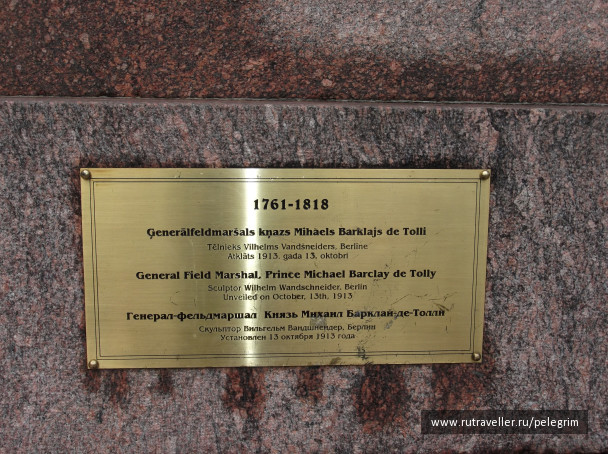 1761-1818
Ģenerālfeldmaršals kņazs Mihaels Barklajs de Tolli
Tēlnieks Vilhelms Vandšneiders, Berlīne
Atklāts 1913. gada 13. oktobrī
General Field Marshal, Prince Michael Barclay de Tolly
Sculptor Wilhelm Wandschneider, Berlin
Unveiled on October, 13th, 1913
Генерал-фельдмаршал Князь Михаил Барклай-де-Толли
Скульптор Вильгельм Вандшнейдер, Берлин
Установлен 13 октября 1913 года
www.rutraveller.ru/pelegrim